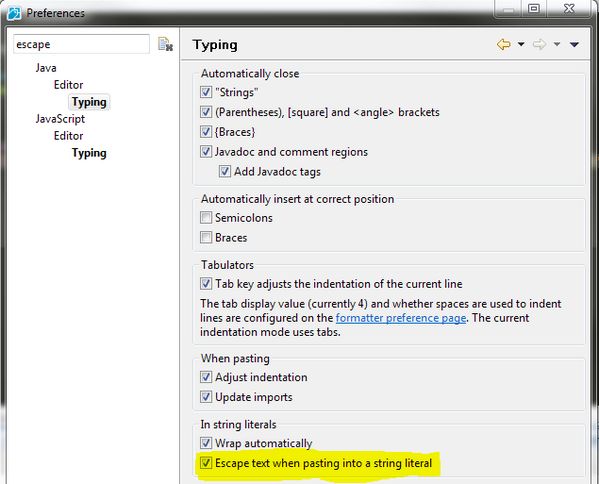 Preferences
escape
Java
Editor
Typing
JavaScript
Editor
Typing
Typing
Automatically close
"Strings"
(Parentheses), [square] and <angle> brackets
{Braces}
Javadoc and comment regions
Add Javadoc tags
Automatically insert at correct position
Semicolons
Braces
Tabulators
Tab key adjusts the indentation of the current line
The tab display value (currently 4) and whether spaces are used to indent
lines are configured on the formatter preference page. The current
indentation mode uses tabs.
When pasting
Adjust indentation
Update imports
In string literals
Wrap automatically
Escape text when pasting into a string literal